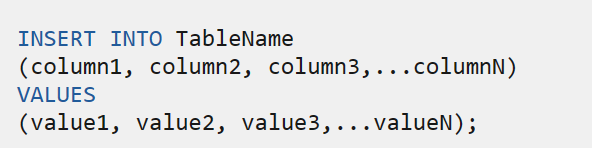 INSERT INTO TableName
(column1, column2, column3,...columnN)
VALUES
(value1, value2, value3,...valueN);